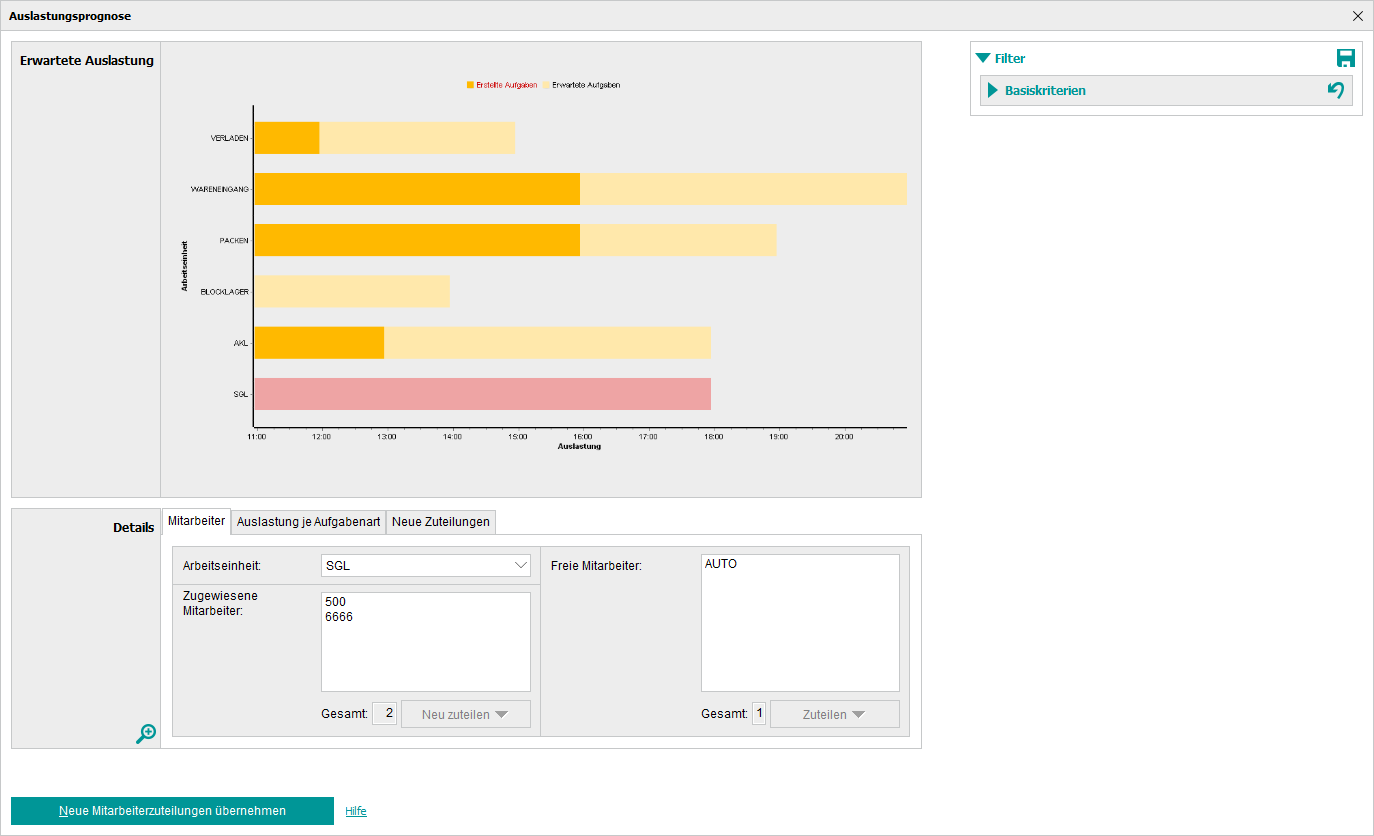 Auslastungsprognose
Erwartete Auslastung
Erstellte Aufgaben Erwartete Aufgaben
Arbeitseinheit
VERLADEN
WARENEINGANG
PACKEN
BLOCKLAGER
AKL
SGL
11:00 12:00 13:00 14:00 15:00 16:00 17:00 18:00 19:00 20:00
Auslastung
Filter
Basiskriterien
Details
Mitarbeiter Auslastung je Aufgabenart Neue Zuteilungen
Arbeitseinheit: SGL
Zugewiesene
Mitarbeiter:
500
6666
Gesamt: 2 Neu zuteilen
Freie Mitarbeiter: AUTO
Gesamt: 1 Zuteilen
Neue Mitarbeiterzuteilungen übernehmen Hilfe